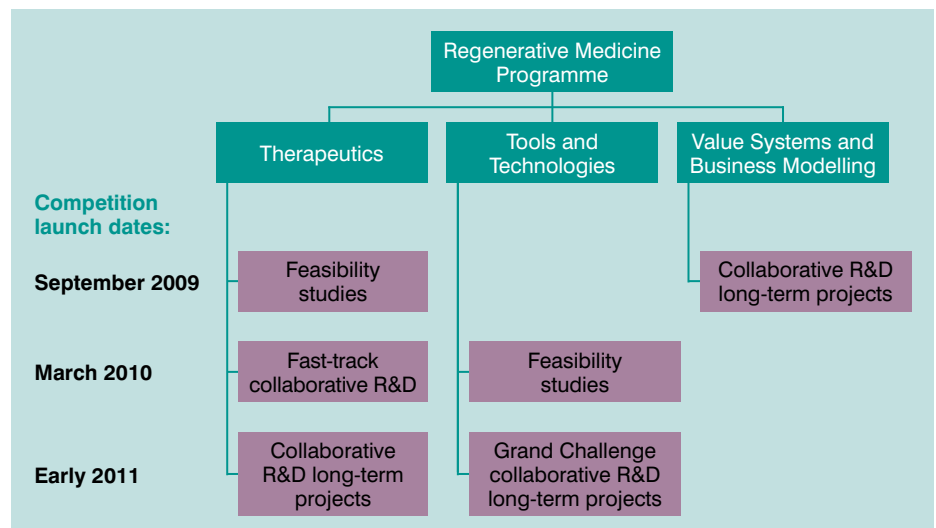 Regenerative Medicine
Programme
Therapeutics
Tools and
Technologies
Value Systems and
Business Modelling
Competition
launch dates:
September 2009
Feasibility
studies
Collaborative R&D
long-term projects
March 2010
Fast-track
collaborative R&D
Feasibility
studies
Early 2011
Collaborative
R&D long-term
projects
Grand Challenge
collaborative R&D
long-term projects